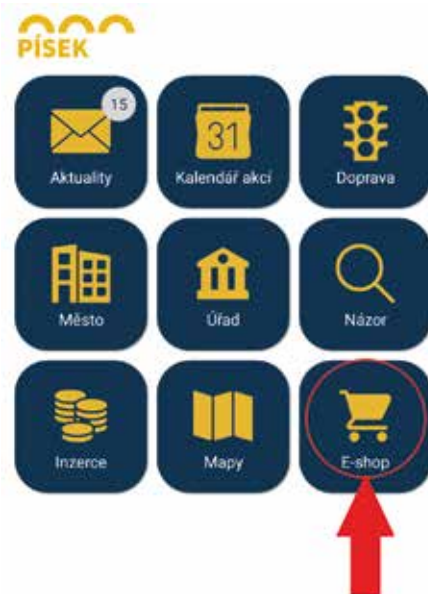 PÍSEK
15
Aktuality
31
Kalendář akcí
Doprava
Město
Úřad
Názor
Inzerce
Mapy
E-shop